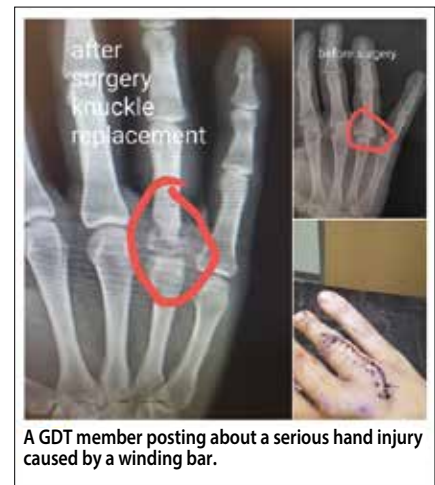 after
surgery
knuckle
replacement
before surgery
A GDT member posting about a serious hand injury
caused by a winding bar.